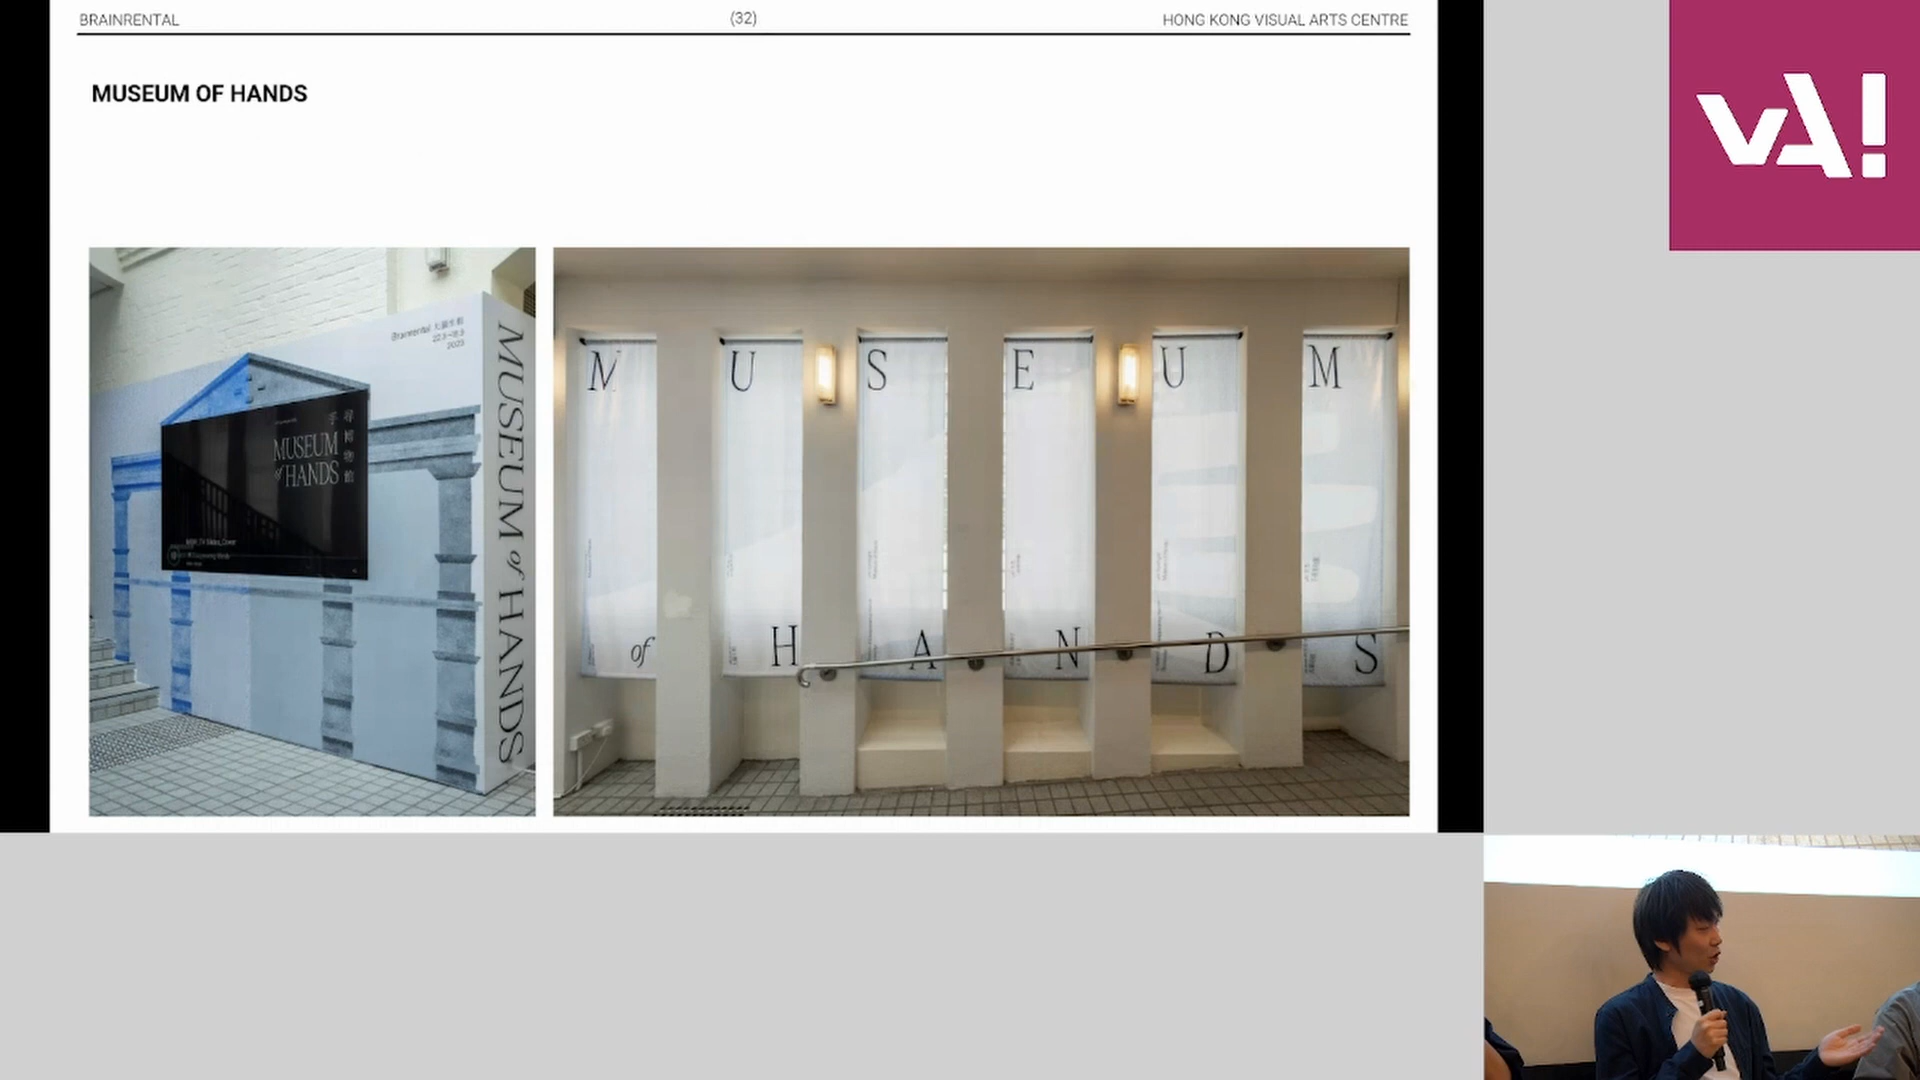 BRAINRENTAL
(32)
HONG KONG VISUAL ARTS CENTRE
MUSEUM OF HANDS
Brainrental
2025
MUSEUM
of HANDS
MUSEUM of HANDS
M U S E U M
of H A N D S
vA!